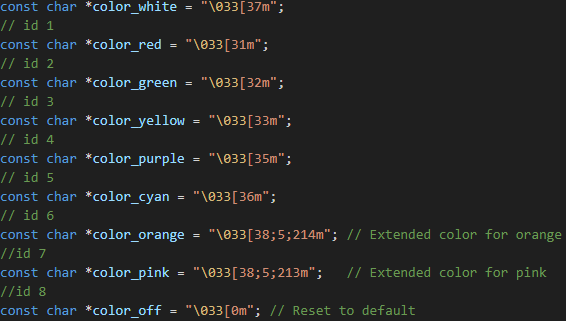 const char *color_white = "\033[37m";
// id 1
const char *color_red = "\033[31m";
// id 2
const char *color_green = "\033[32m";
// id 3
const char *color_yellow = "\033[33m";
// id 4
const char *color_purple = "\033[35m";
// id 5
const char *color_cyan = "\033[36m";
// id 6
const char *color_orange = "\033[38;5;214m"; // Extended color for orange
//id 7
const char *color_pink = "\033[38;5;213m";   // Extended color for pink
//id 8
const char *color_off = "\033[0m"; // Reset to default